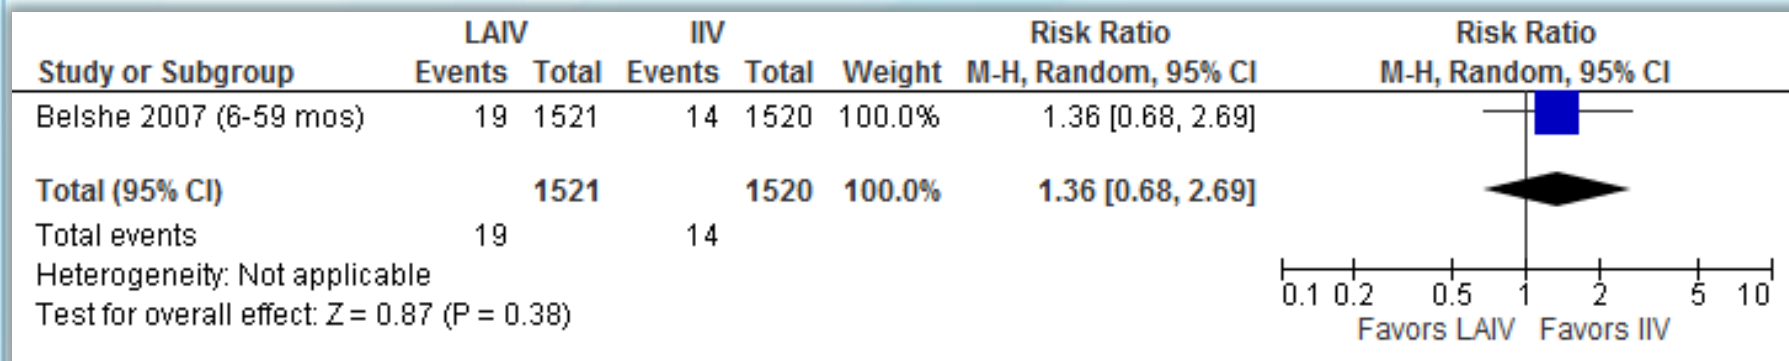 LAIV IIV Risk Ratio Risk Ratio
Study or Subgroup Events Total Events Total Weight M-H, Random, 95% CI M-H, Random, 95% CI
Belshe 2007 (6-59 mos) 19 1521 14 1520 100.0% 1.36 [0.68, 2.69]
Total (95% CI) 1521 1520 100.0% 1.36 [0.68, 2.69]
Total events 19 14
Heterogeneity: Not applicable
Test for overall effect: Z = 0.87 (P = 0.38)
0.1 0.2 0.5 1 2 5 10
Favors LAIV Favors IIV